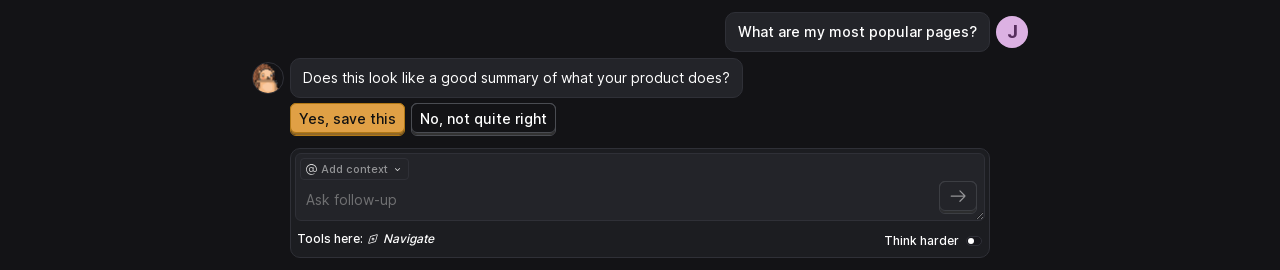 What are my most popular pages?
J
Does this look like a good summary of what your product does?
Yes, save this
No, not quite right
@ Add context
Ask follow-up
Tools here: Navigate
Think harder